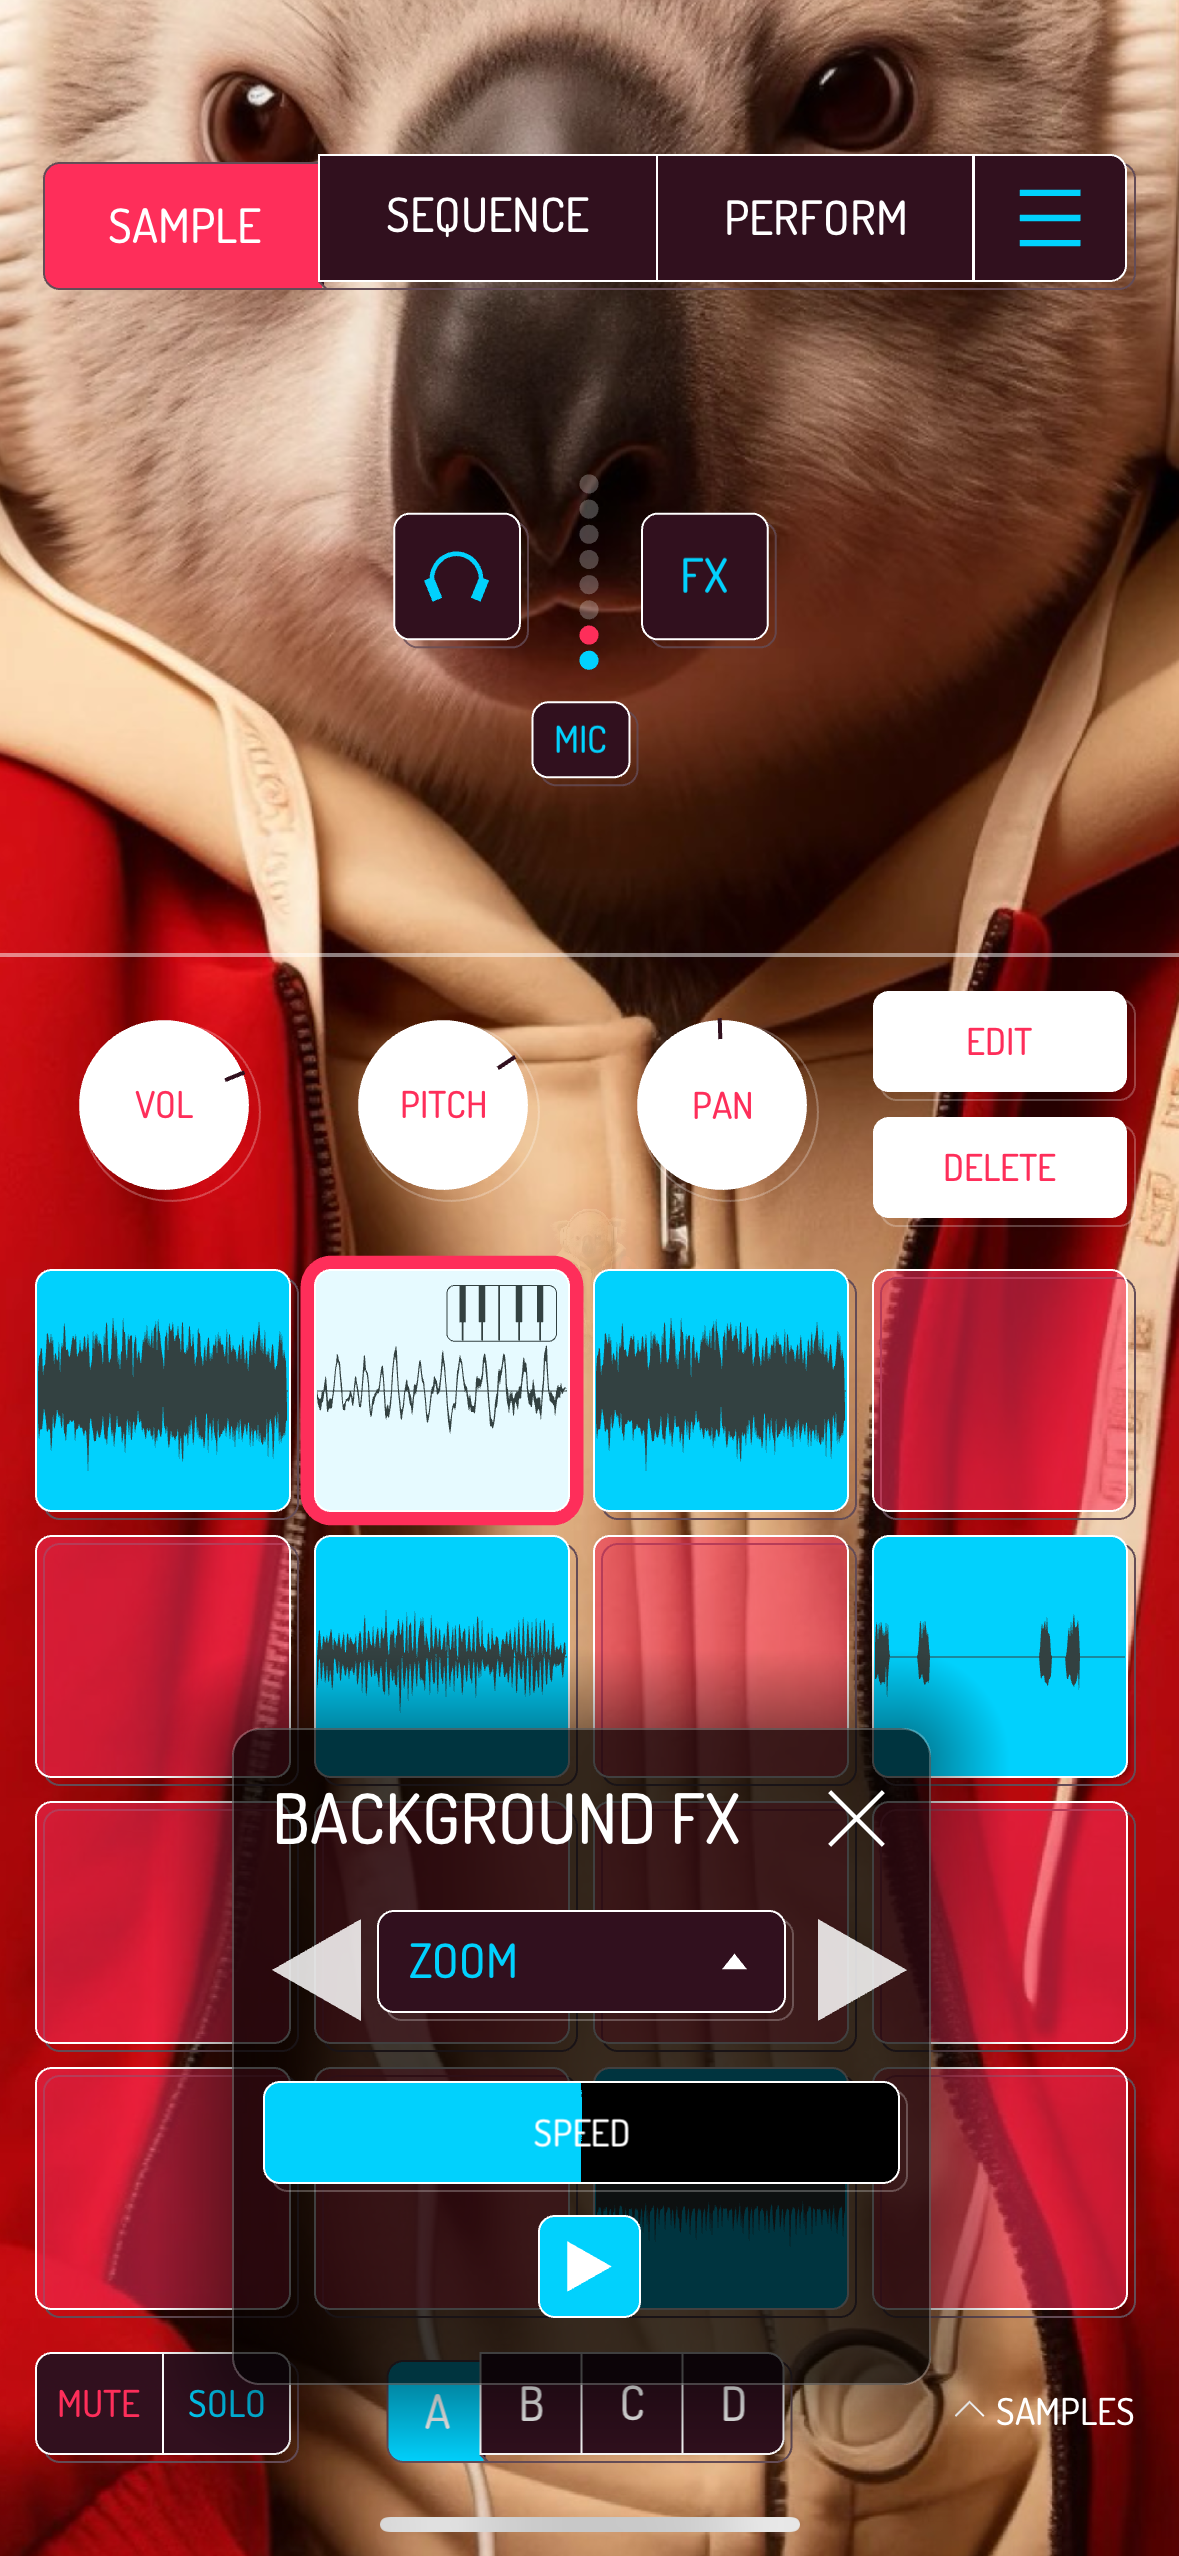 SAMPLE SEQUENCE PERFORM
FX
MIC
VOL PITCH PAN EDIT
DELETE
BACKGROUND FX
ZOOM
SPEED
MUTE SOLO A B C D SAMPLES